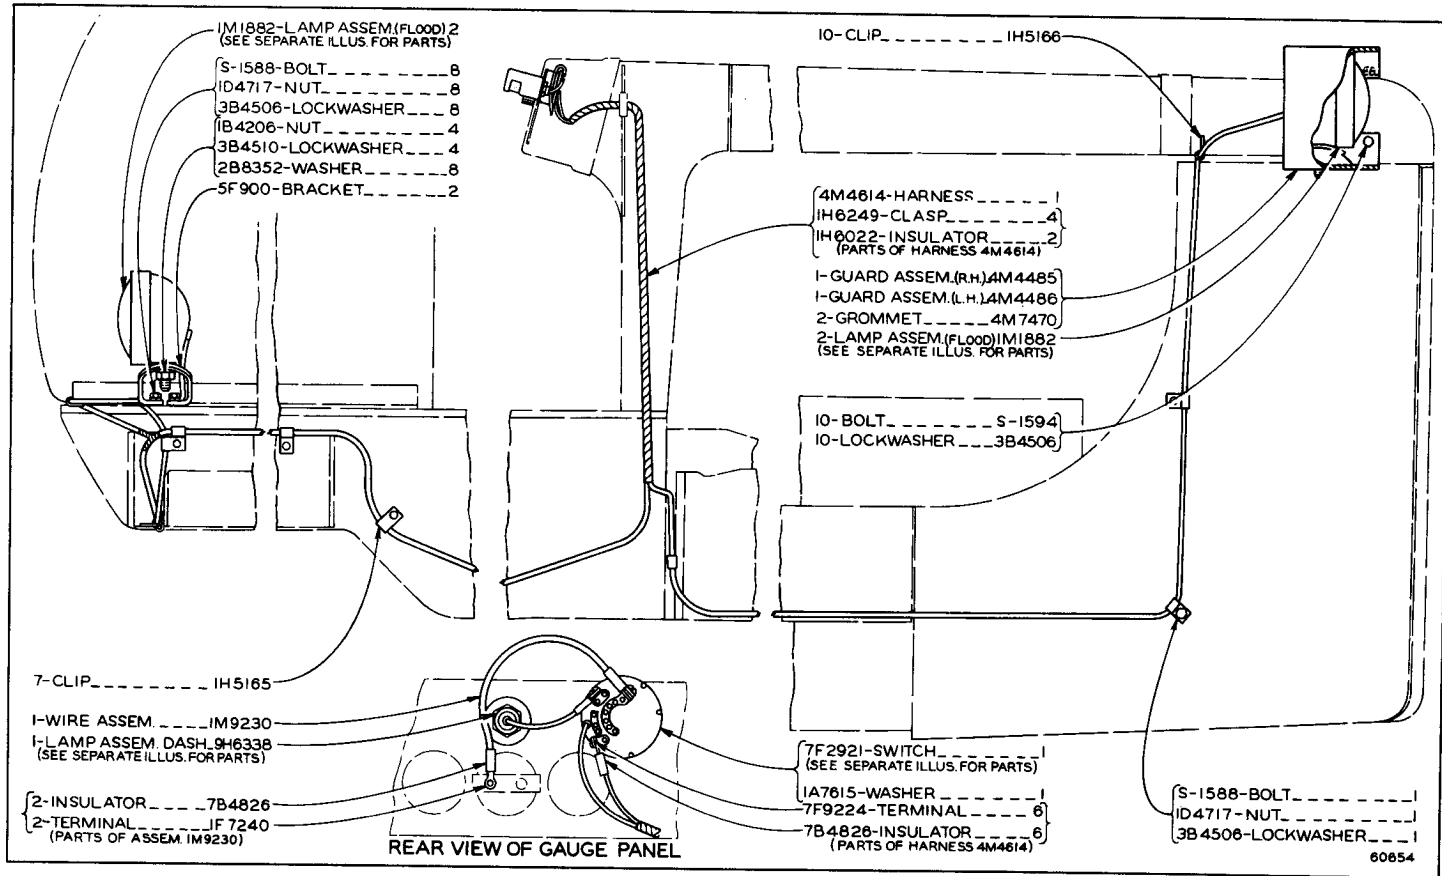 1M1882-LAMP ASSEM.(FLOOD) 2
(SEE SEPARATE ILLUS. FOR PARTS)
S-1588-BOLT 8
1D4717-NUT 8
3B4506-LOCKWASHER 8
1B4206-NUT 4
3B4510-LOCKWASHER 4
2B8352-WASHER 8
5F900-BRACKET 2
10-CLIP 1H5166
4M4614-HARNESS 1
1H6249-CLASP 4
1H6022-INSULATOR 2
(PARTS OF HARNESS 4M4614)
1-GUARD ASSEM.(R.H.) 4M4485
1-GUARD ASSEM.(L.H.) 4M4486
2-GROMMET 4M7470
2-LAMP ASSEM.(FLOOD) 1M1882
(SEE SEPARATE ILLUS. FOR PARTS)
10-BOLT S-1594
10-LOCKWASHER 3B4506
7-CLIP 1H5165
1-WIRE ASSEM. 1M9230
1-LAMP ASSEM. DASH 9H6338
(SEE SEPARATE ILLUS. FOR PARTS)
2-INSULATOR 7B4826
2-TERMINAL 1F7240
(PARTS OF ASSEM. 1M9230)
REAR VIEW OF GAUGE PANEL
7F2921-SWITCH 1
(SEE SEPARATE ILLUS. FOR PARTS)
1A7615-WASHER 1
7F9224-TERMINAL 6
7B4826-INSULATOR 6
(PARTS OF HARNESS 4M4614)
S-1588-BOLT 1
1D4717-NUT 1
3B4506-LOCKWASHER 1
60654